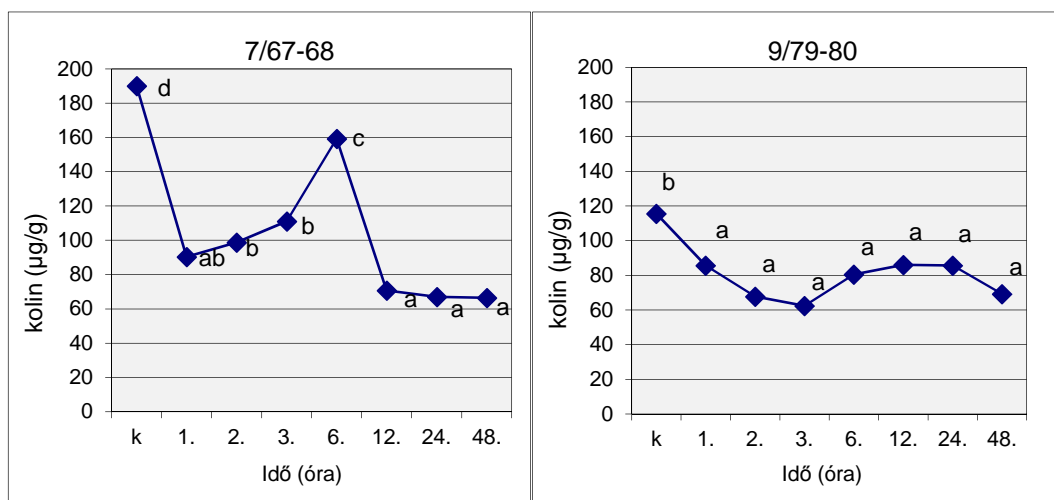 7/67-68
200
180
160
140
120
100
80
60
40
20
0
kolin (µg/g)
d
ab
b
b
c
a
a
a
k 1. 2. 3. 6. 12. 24. 48.
Idő (óra)
9/79-80
200
180
160
140
120
100
80
60
40
20
0
kolin (µg/g)
b
a
a
a
a
a
a
a
k 1. 2. 3. 6. 12. 24. 48.
Idő (óra)